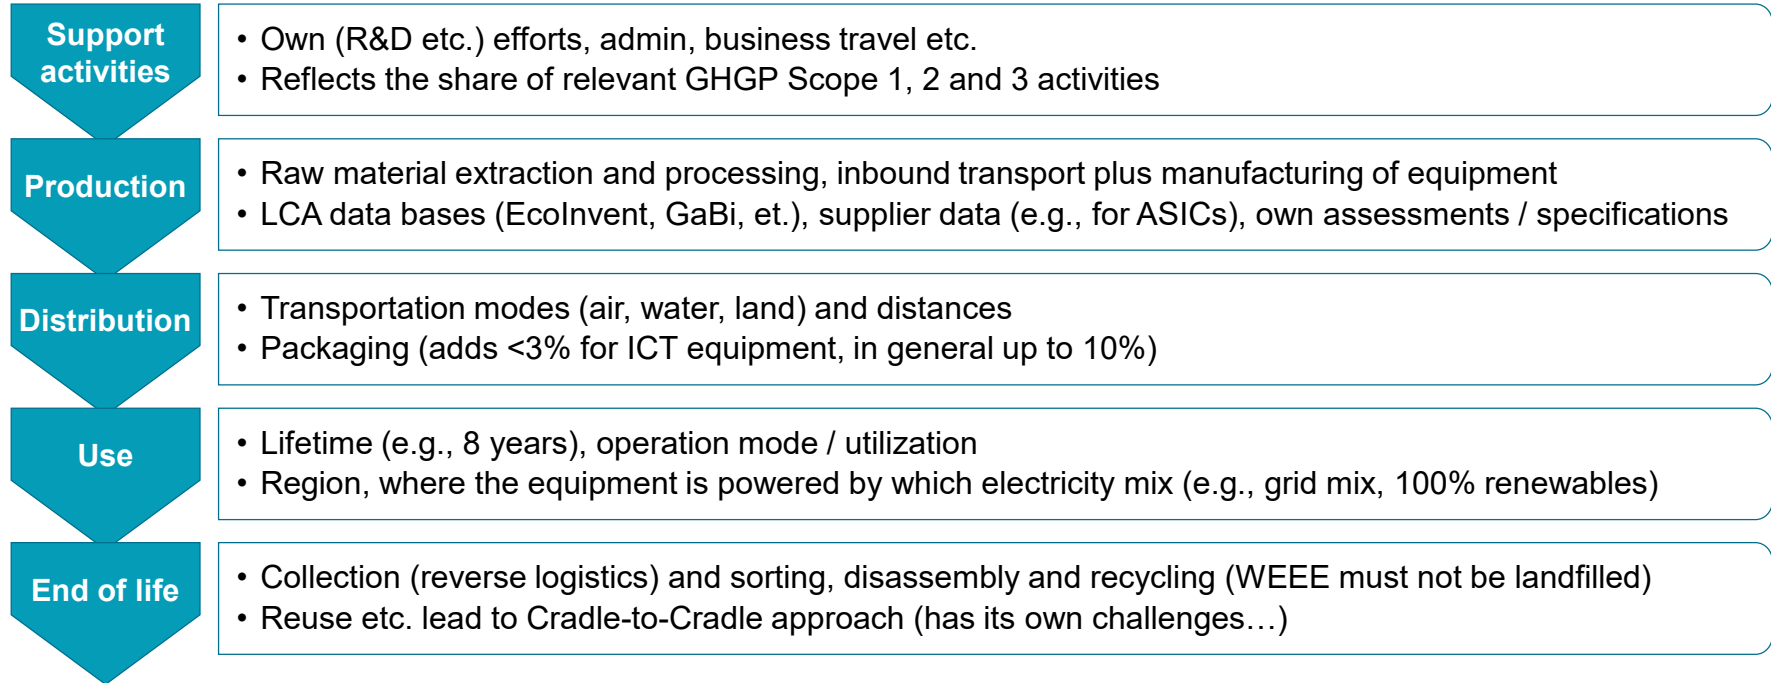 Support
activities
• Own (R&D etc.) efforts, admin, business travel etc.
• Reflects the share of relevant GHGP Scope 1, 2 and 3 activities
Production
• Raw material extraction and processing, inbound transport plus manufacturing of equipment
• LCA data bases (EcoInvent, GaBi, et.), supplier data (e.g., for ASICs), own assessments / specifications
Distribution
• Transportation modes (air, water, land) and distances
• Packaging (adds <3% for ICT equipment, in general up to 10%)
Use
• Lifetime (e.g., 8 years), operation mode / utilization
• Region, where the equipment is powered by which electricity mix (e.g., grid mix, 100% renewables)
End of life
• Collection (reverse logistics) and sorting, disassembly and recycling (WEEE must not be landfilled)
• Reuse etc. lead to Cradle-to-Cradle approach (has its own challenges…)